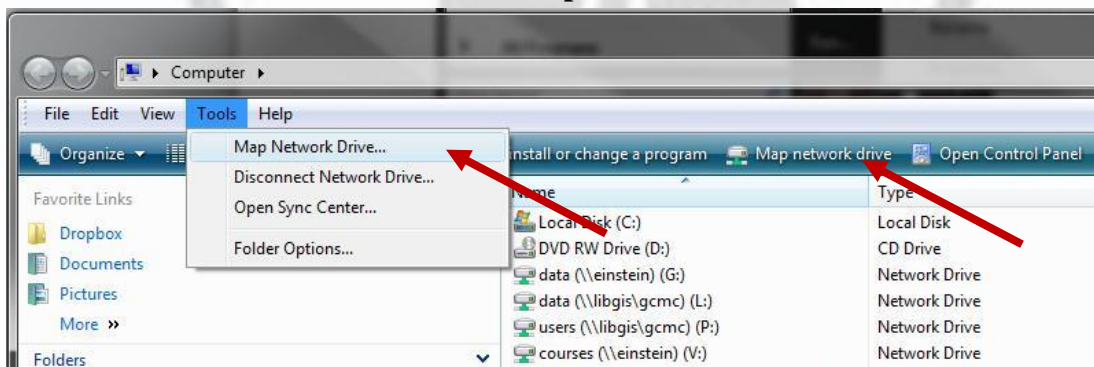 Computer
File Edit View Tools Help
Organize install or change a program Map network drive Open Control Panel
Map Network Drive...
Disconnect Network Drive...
Open Sync Center...
Folder Options...
Favorite Links
Dropbox
Documents
Pictures
More »
Folders
Name Type
Local Disk (C:) Local Disk
DVD RW Drive (D:) CD Drive
data (\\einstein) (G:) Network Drive
data (\\libgis\gcmc) (L:) Network Drive
users (\\libgis\gcmc) (P:) Network Drive
courses (\\einstein) (V:) Network Drive